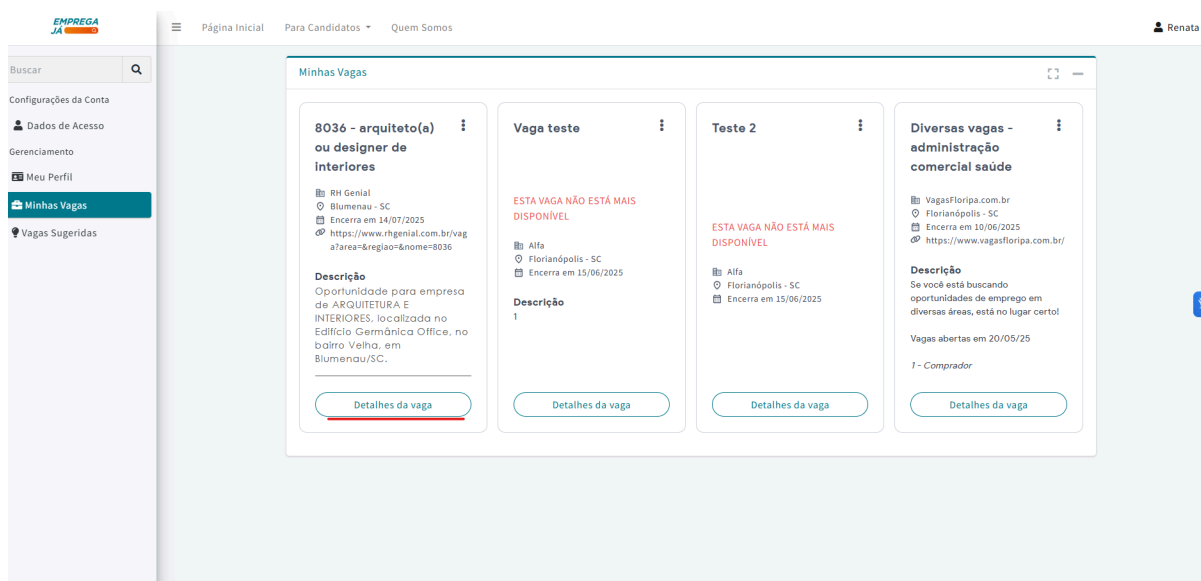 EMPREGA
JÁ
Página Inicial
Para Candidatos
Quem Somos
Renata
Buscar
Configurações da Conta
Dados de Acesso
Gerenciamento
Meu Perfil
Minhas Vagas
Vagas Sugeridas
Minhas Vagas
8036 - arquiteto(a)
ou designer de
interiores
RH Genial
Blumenau - SC
Encerra em 14/07/2025
https://www.rhgenial.com.br/vag
a?area=&regiao=&nome=8036
Descrição
Oportunidade para empresa
de ARQUITETURA E
INTERIORES, localizada no
Edifício Germânica Office, no
bairro Velha, em
Blumenau/SC.
Detalhes da vaga
Vaga teste
ESTA VAGA NÃO ESTÁ MAIS
DISPONÍVEL
Alfa
Florianópolis - SC
Encerra em 15/06/2025
Descrição
1
Detalhes da vaga
Teste 2
ESTA VAGA NÃO ESTÁ MAIS
DISPONÍVEL
Alfa
Florianópolis - SC
Encerra em 15/06/2025
Detalhes da vaga
Diversas vagas -
administração
comercial saúde
VagasFloripa.com.br
Florianópolis - SC
Encerra em 10/06/2025
https://www.vagasfloripa.com.br/
Descrição
Se você está buscando
oportunidades de emprego em
diversas áreas, está no lugar certo!
Vagas abertas em 20/05/25
1 - Comprador
Detalhes da vaga